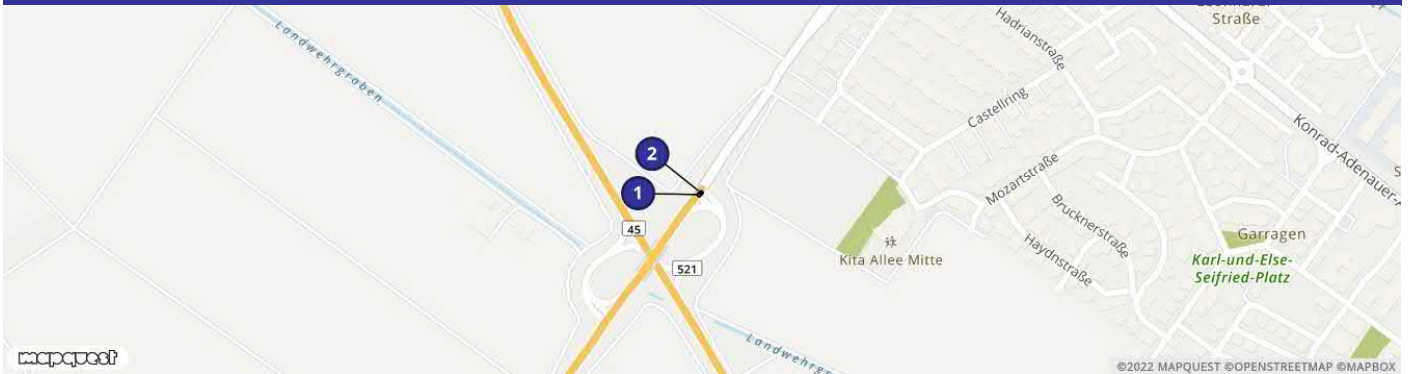 Straße
Hadrianstraße
Landwehrgraben
Castellring
Konrad-Adenauer-A
2
Mozartstraße
1
Brucknerstraße
45
Garragen
Kita Allee Mitte
Haydnstraße
Karl-und-Else-
Seifried-Platz
521
Landwehrgr
mapquest
©2022 MAPQUEST ©OPENSTREETMAP ©MAPBOX